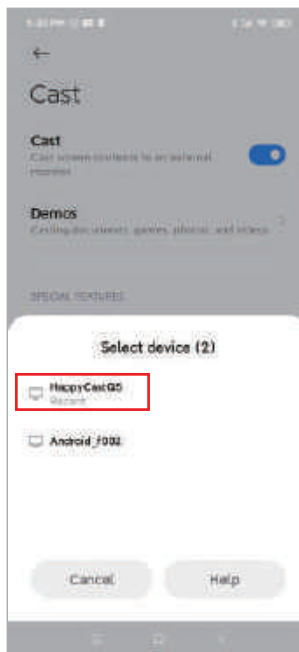 ←
Cast
Cast
Cast screen contents to an external
Demos
Casting documents, games, photos, and videos
SPECIAL FEATURES
Select device (2)
HappyCastG5
Recent
Android_f002
Cancel
Help